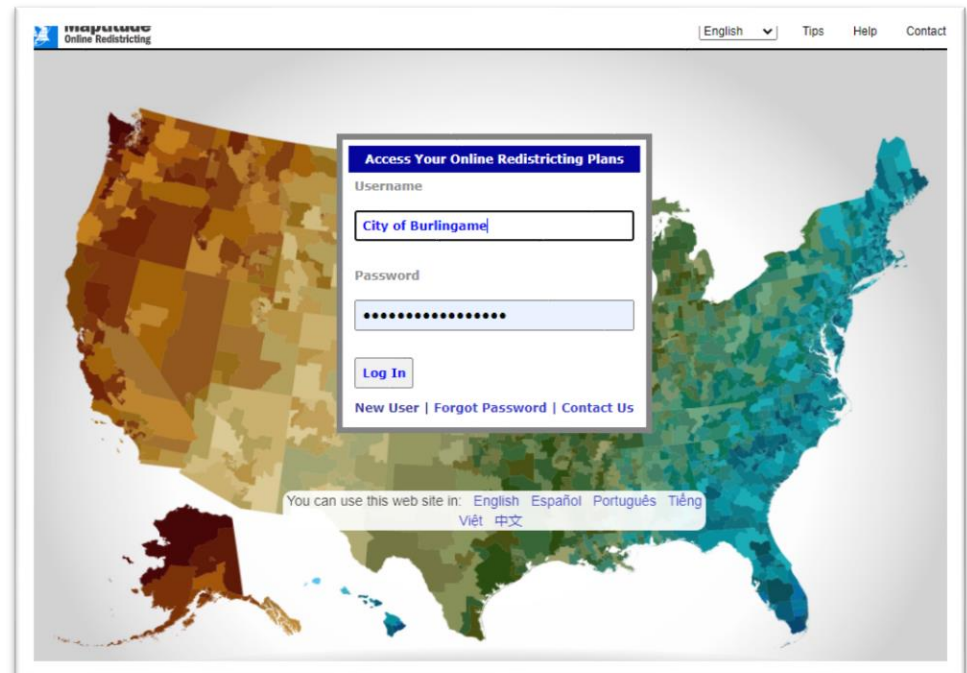 Maptitude
Online Redistricting
English Tips Help Contact
Access Your Online Redistricting Plans
Username
City of Burlingame
Password
•••••••••••••••••
Log In
New User | Forgot Password | Contact Us
You can use this web site in: English Español Português Tiếng
Việt 中文